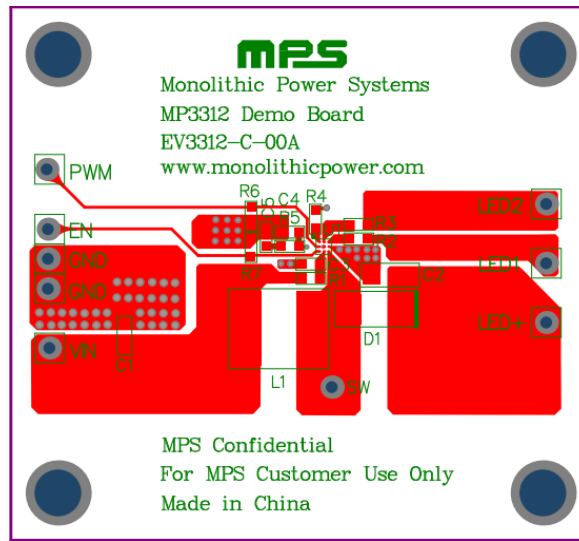 mPS
Monolithic Power Systems
MP3312 Demo Board
EV3312-C-00A
www.monolithicpower.com
PWM
R6
C4
R4
LED2
EN
R5
R3
R2
GND
R7
LED1
GND
R1
C2
LED+
VIN
C1
L1
D1
SW
MPS Confidential
For MPS Customer Use Only
Made in China